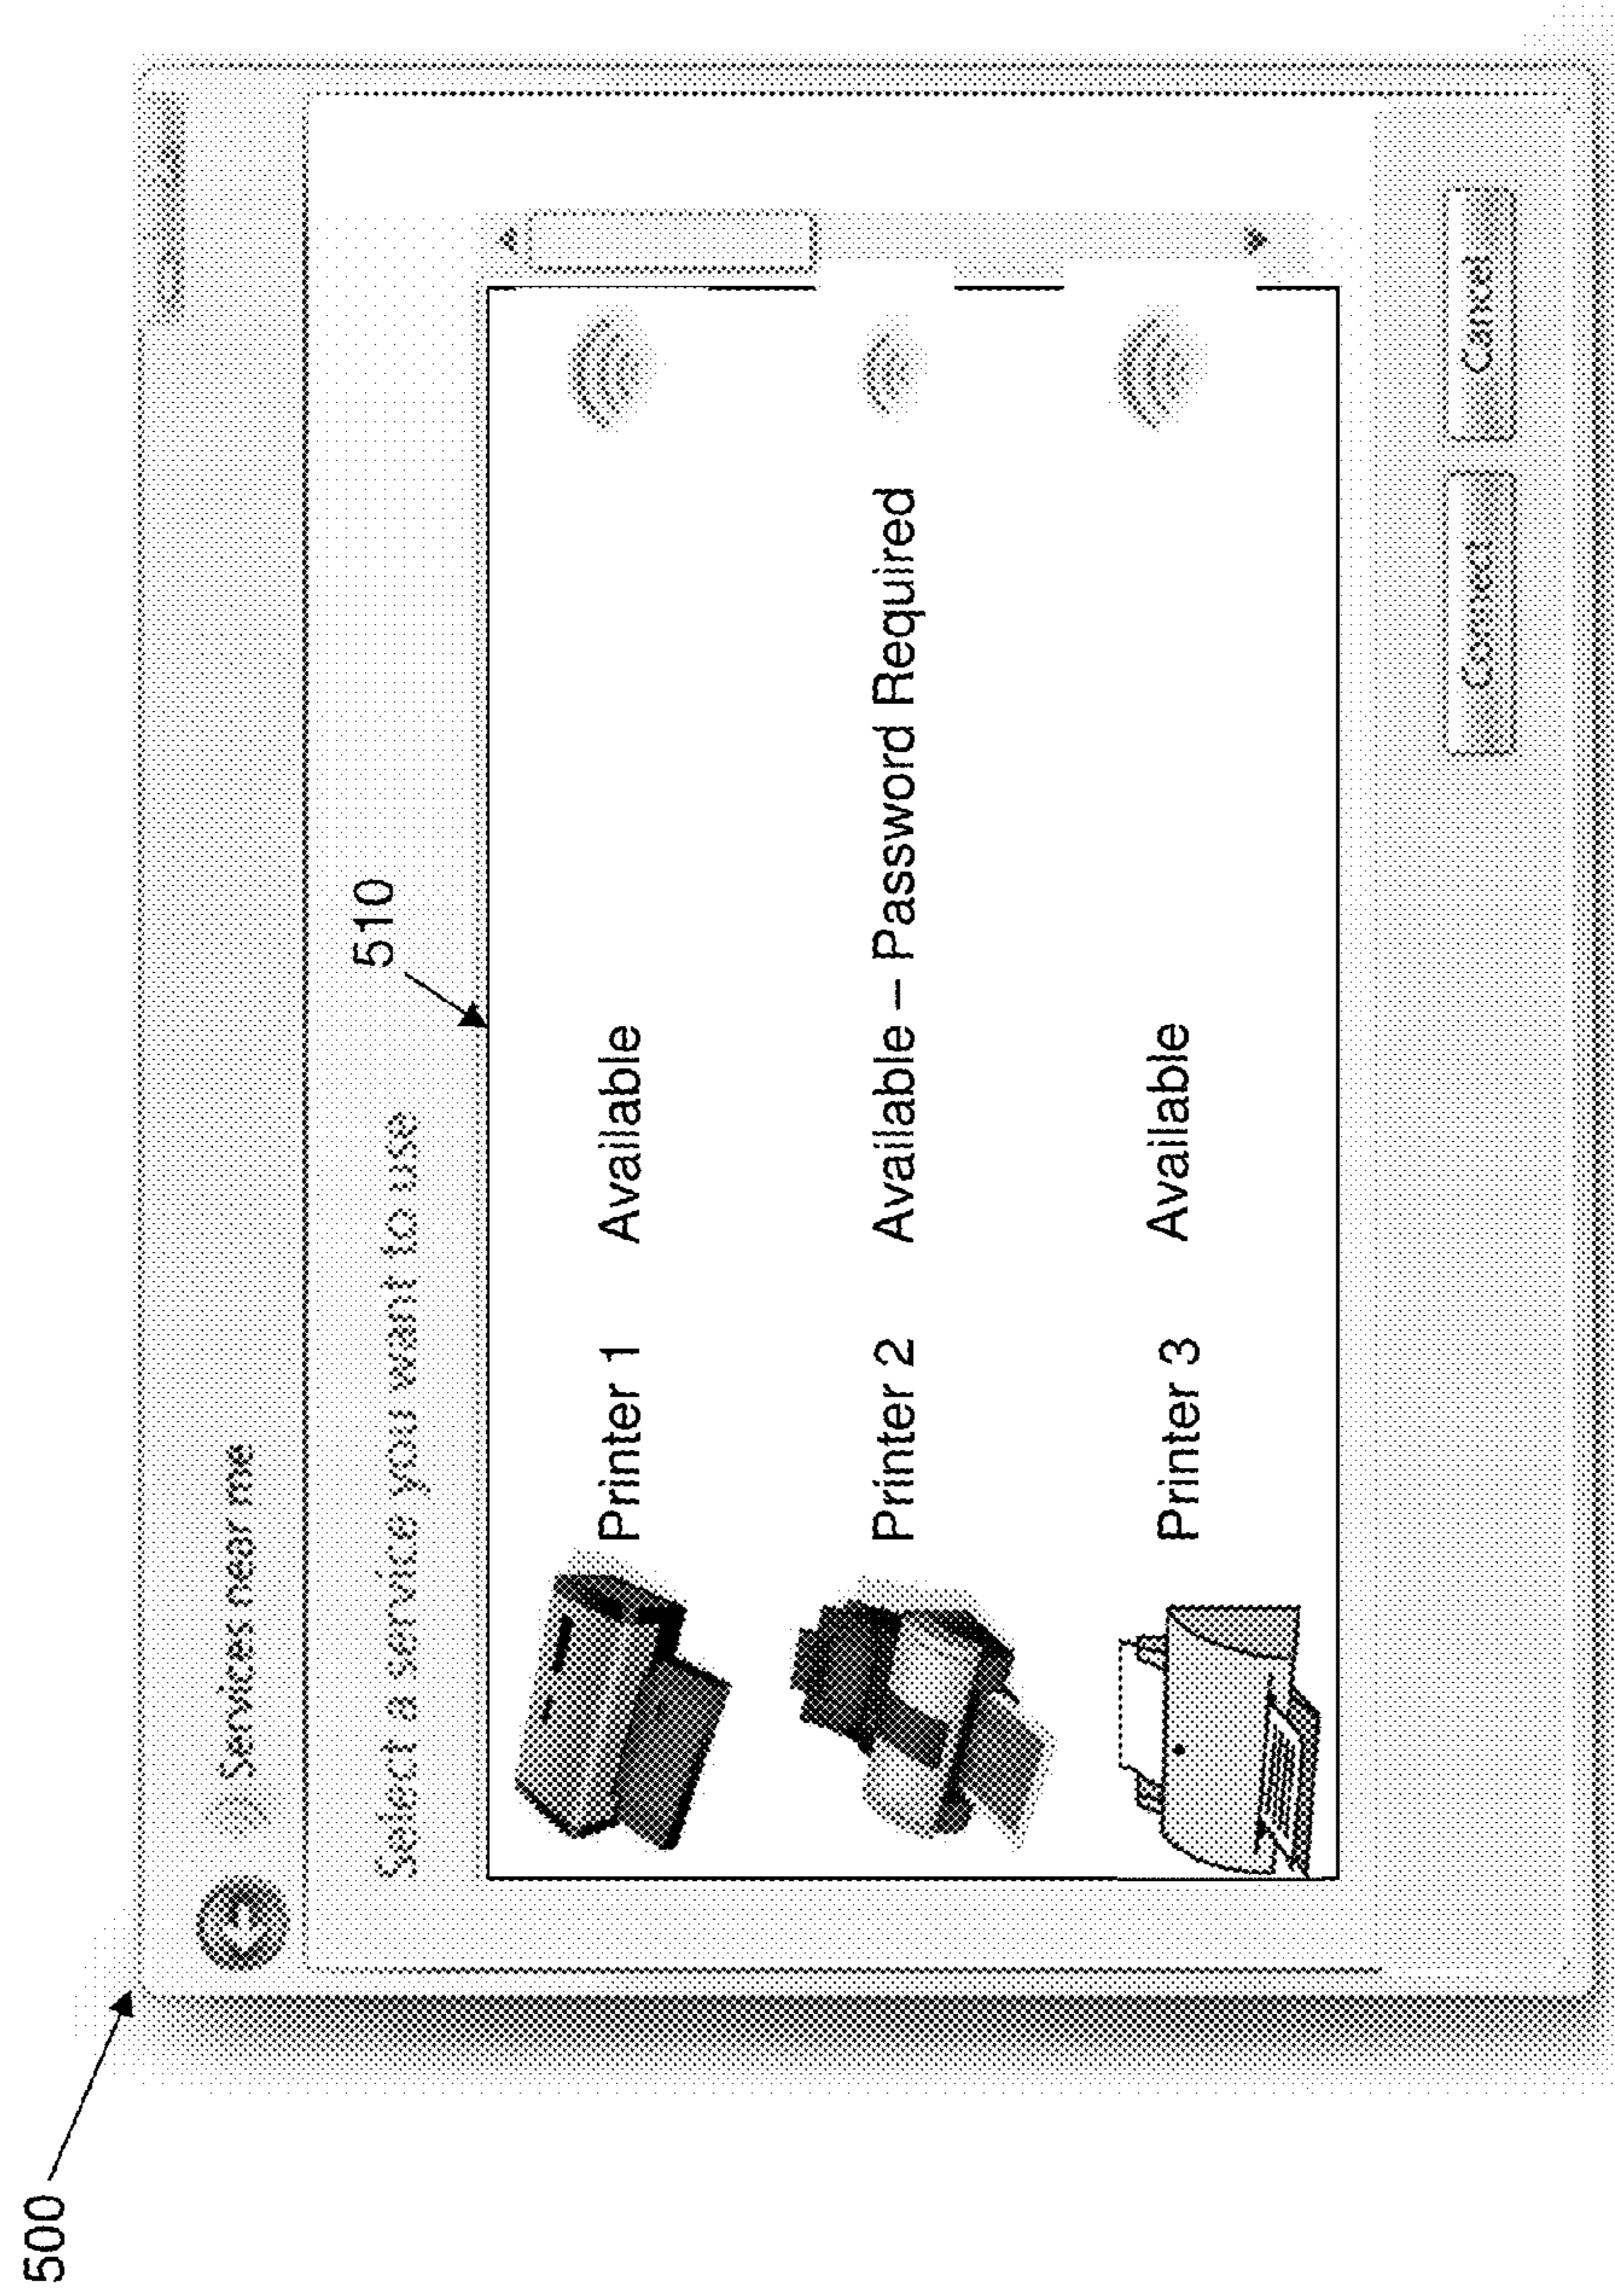 500
Services near me
Select a service you want to use
510
Printer 1 Available
Printer 2 Available – Password Required
Printer 3 Available
Connect Cancel